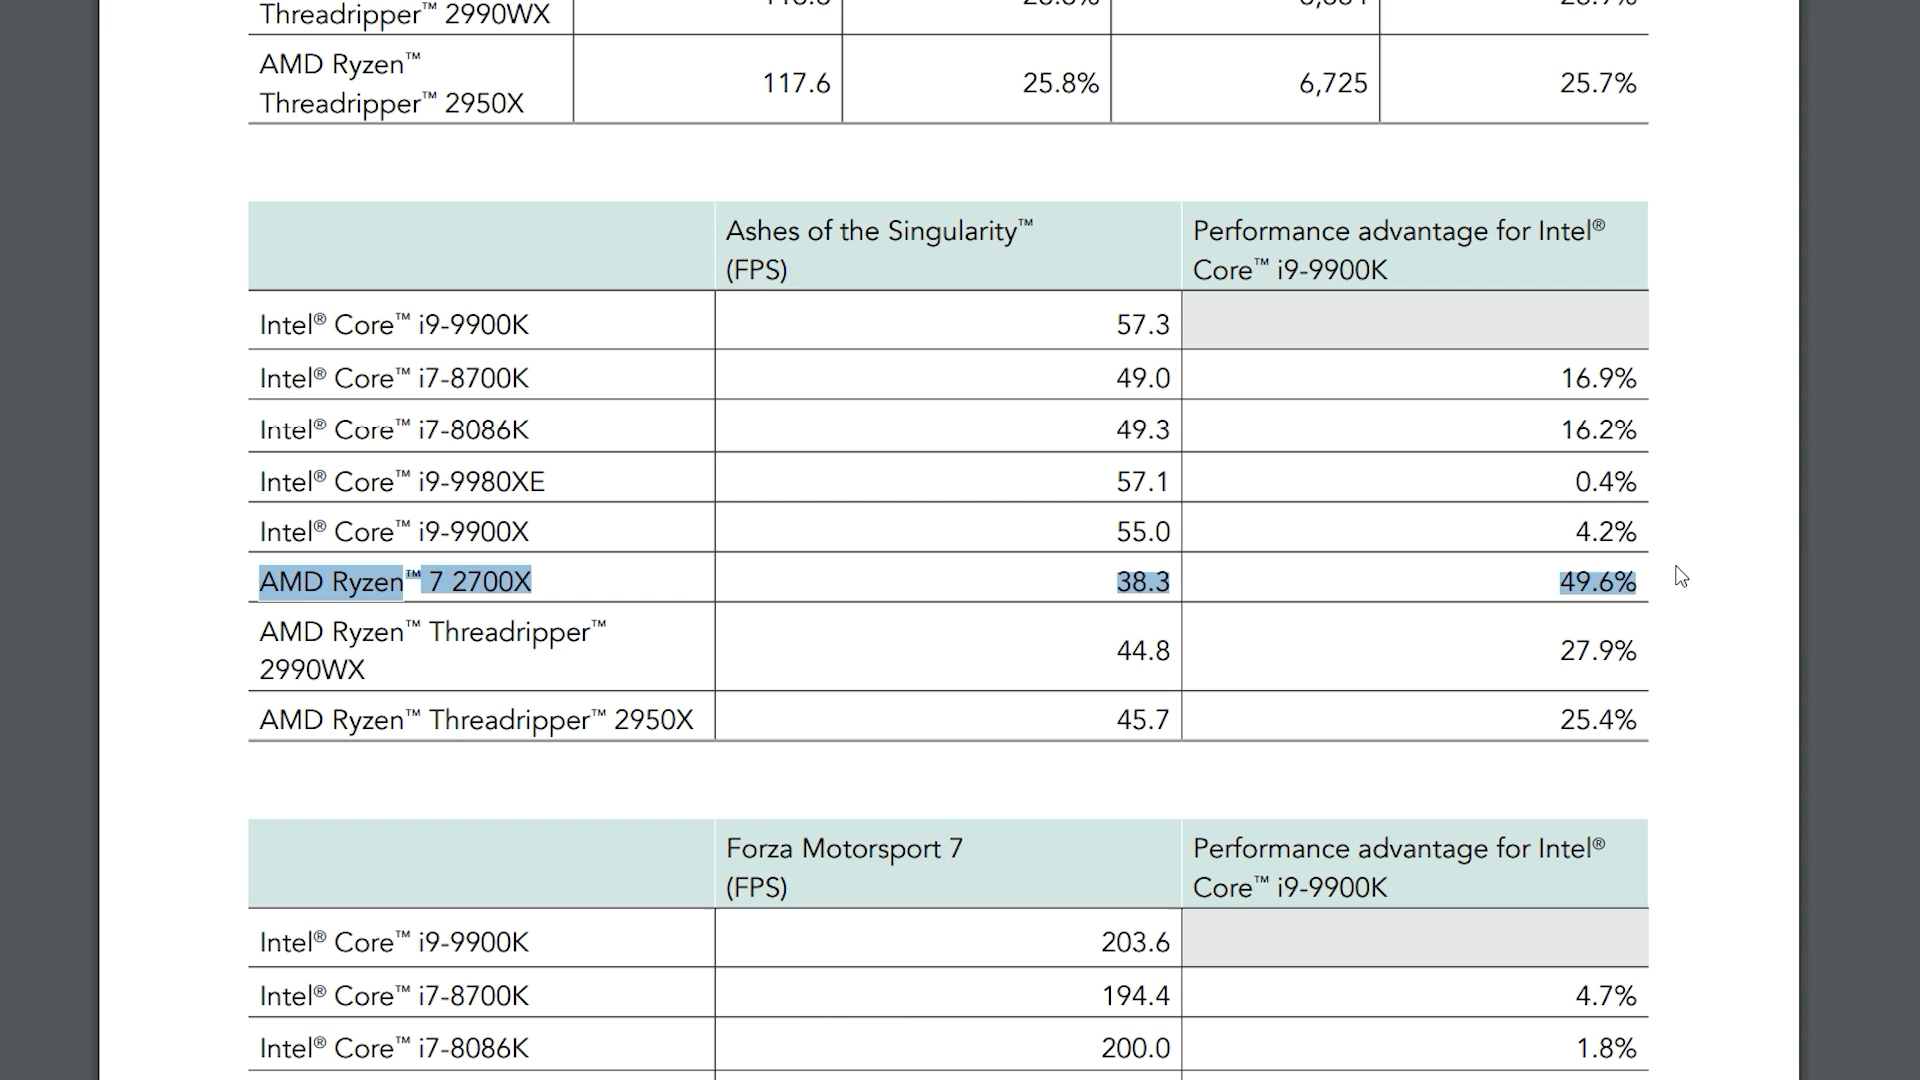 Threadripper™ 2990WX
AMD Ryzen™
Threadripper™ 2950X 117.6 25.8% 6,725 25.7%
Ashes of the Singularity™ Performance advantage for Intel®
(FPS) Core™ i9-9900K
Intel® Core™ i9-9900K 57.3
Intel® Core™ i7-8700K 49.0 16.9%
Intel® Core™ i7-8086K 49.3 16.2%
Intel® Core™ i9-9980XE 57.1 0.4%
Intel® Core™ i9-9900X 55.0 4.2%
AMD Ryzen™ 7 2700X 38.3 49.6%
AMD Ryzen™ Threadripper™
2990WX 44.8 27.9%
AMD Ryzen™ Threadripper™ 2950X 45.7 25.4%
Forza Motorsport 7 Performance advantage for Intel®
(FPS) Core™ i9-9900K
Intel® Core™ i9-9900K 203.6
Intel® Core™ i7-8700K 194.4 4.7%
Intel® Core™ i7-8086K 200.0 1.8%